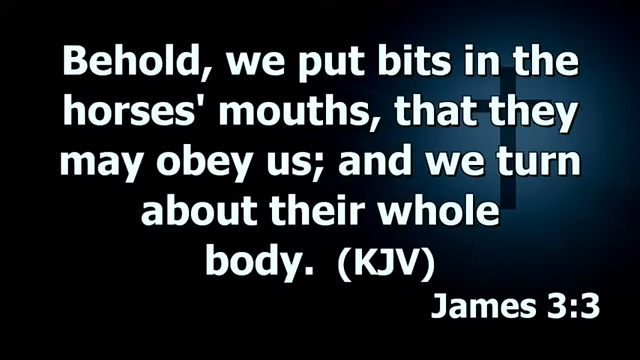 Behold, we put bits in the
horses' mouths, that they
may obey us; and we turn
about their whole
body. (KJV)
James 3:3